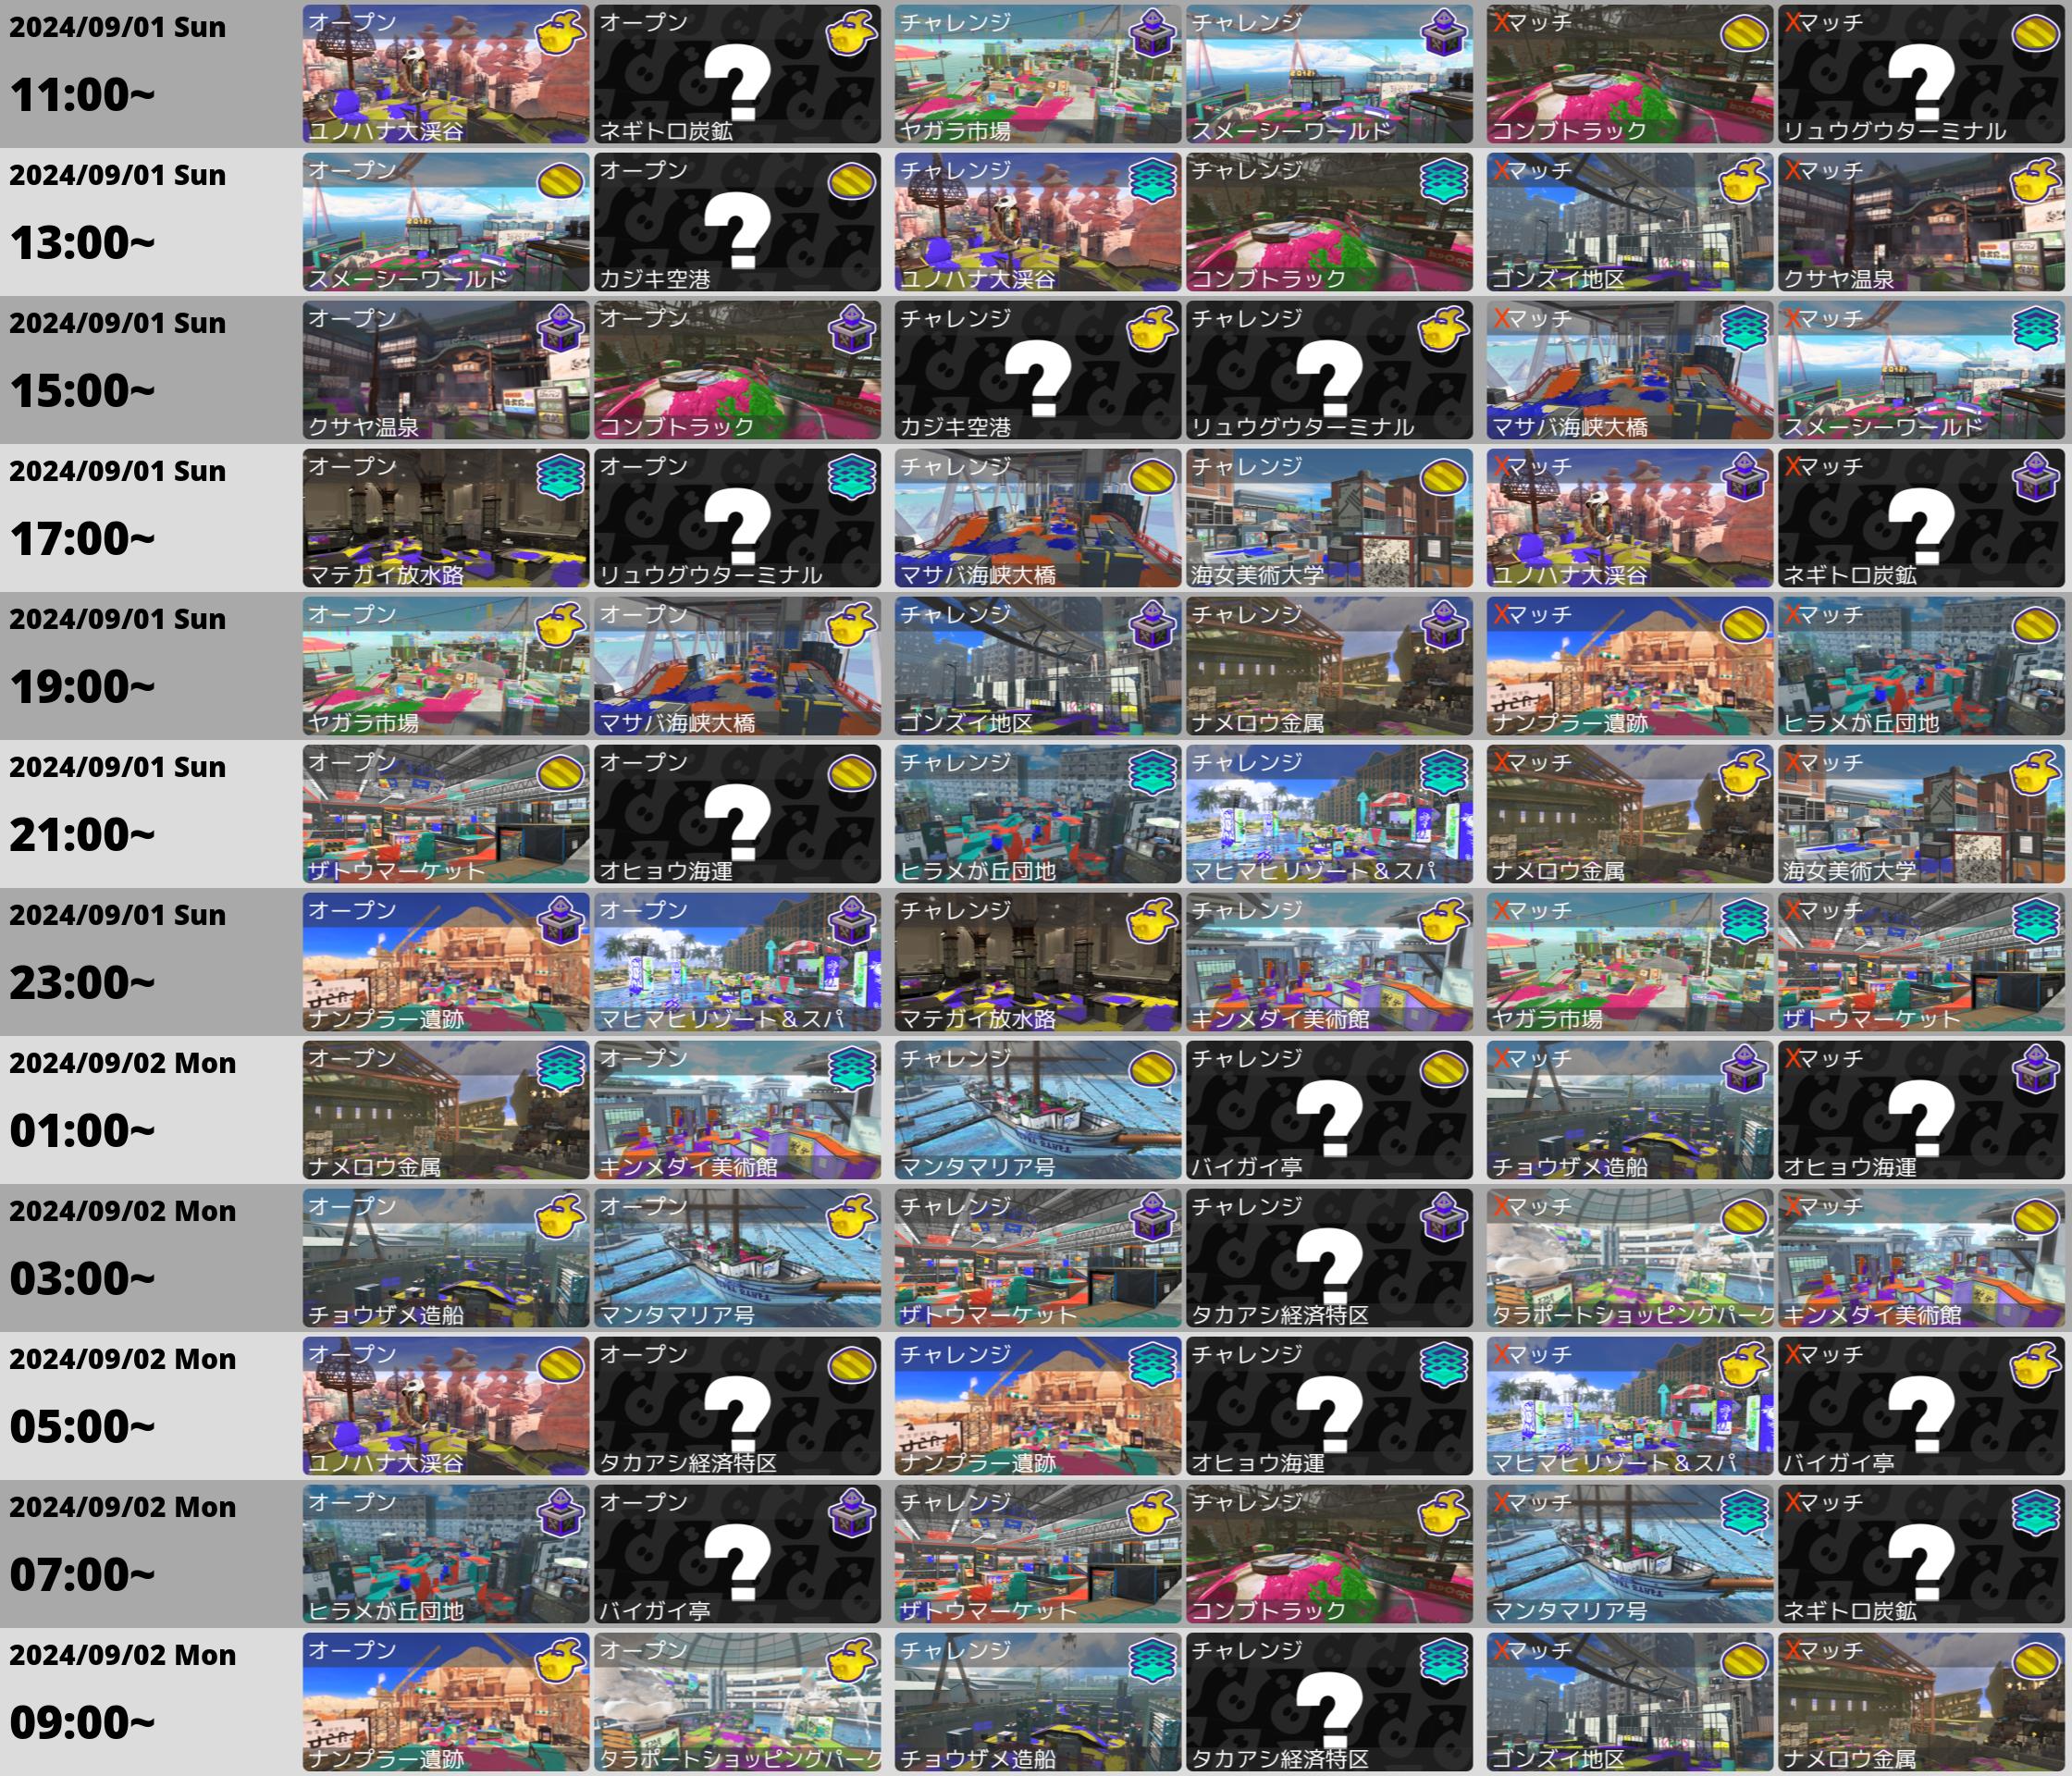 2024/09/01 Sun
11:00~
オープン
ユノハナ大渓谷
オープン
ネギトロ炭鉱
チャレンジ
ヤガラ市場
チャレンジ
スメーシーワールド
Xマッチ
コンブトラック
Xマッチ
リュウグウターミナル
2024/09/01 Sun
13:00~
オープン
スメーシーワールド
オープン
カジキ空港
チャレンジ
ユノハナ大渓谷
チャレンジ
コンブトラック
Xマッチ
ゴンズイ地区
Xマッチ
クサヤ温泉
2024/09/01 Sun
15:00~
オープン
クサヤ温泉
オープン
コンブトラック
チャレンジ
カジキ空港
チャレンジ
リュウグウターミナル
Xマッチ
マサバ海峡大橋
Xマッチ
スメーシーワールド
2024/09/01 Sun
17:00~
オープン
マテガイ放水路
オープン
リュウグウターミナル
チャレンジ
マサバ海峡大橋
チャレンジ
海女美術大学
Xマッチ
ユノハナ大渓谷
Xマッチ
ネギトロ炭鉱
2024/09/01 Sun
19:00~
オープン
ヤガラ市場
オープン
マサバ海峡大橋
チャレンジ
ゴンズイ地区
チャレンジ
ナメロウ金属
Xマッチ
ナンプラー遺跡
Xマッチ
ヒラメが丘団地
2024/09/01 Sun
21:00~
オープン
ザトウマーケット
オープン
オヒョウ海運
チャレンジ
ヒラメが丘団地
チャレンジ
マヒマヒリゾート＆スパ
Xマッチ
ナメロウ金属
Xマッチ
海女美術大学
2024/09/01 Sun
23:00~
オープン
ナンプラー遺跡
オープン
マヒマヒリゾート＆スパ
チャレンジ
マテガイ放水路
チャレンジ
キンメダイ美術館
Xマッチ
ヤガラ市場
Xマッチ
ザトウマーケット
2024/09/02 Mon
01:00~
オープン
ナメロウ金属
オープン
キンメダイ美術館
チャレンジ
マンタマリア号
チャレンジ
バイガイ亭
Xマッチ
チョウザメ造船
Xマッチ
オヒョウ海運
2024/09/02 Mon
03:00~
オープン
チョウザメ造船
オープン
マンタマリア号
チャレンジ
ザトウマーケット
チャレンジ
タカアシ経済特区
Xマッチ
タラポートショッピングパーク
Xマッチ
キンメダイ美術館
2024/09/02 Mon
05:00~
オープン
ユノハナ大渓谷
オープン
タカアシ経済特区
チャレンジ
ナンプラー遺跡
チャレンジ
オヒョウ海運
Xマッチ
マヒマヒリゾート＆スパ
Xマッチ
バイガイ亭
2024/09/02 Mon
07:00~
オープン
ヒラメが丘団地
オープン
バイガイ亭
チャレンジ
ザトウマーケット
チャレンジ
コンブトラック
Xマッチ
マンタマリア号
Xマッチ
ネギトロ炭鉱
2024/09/02 Mon
09:00~
オープン
ナンプラー遺跡
オープン
タラポートショッピングパーク
チャレンジ
チョウザメ造船
チャレンジ
タカアシ経済特区
Xマッチ
ゴンズイ地区
Xマッチ
ナメロウ金属